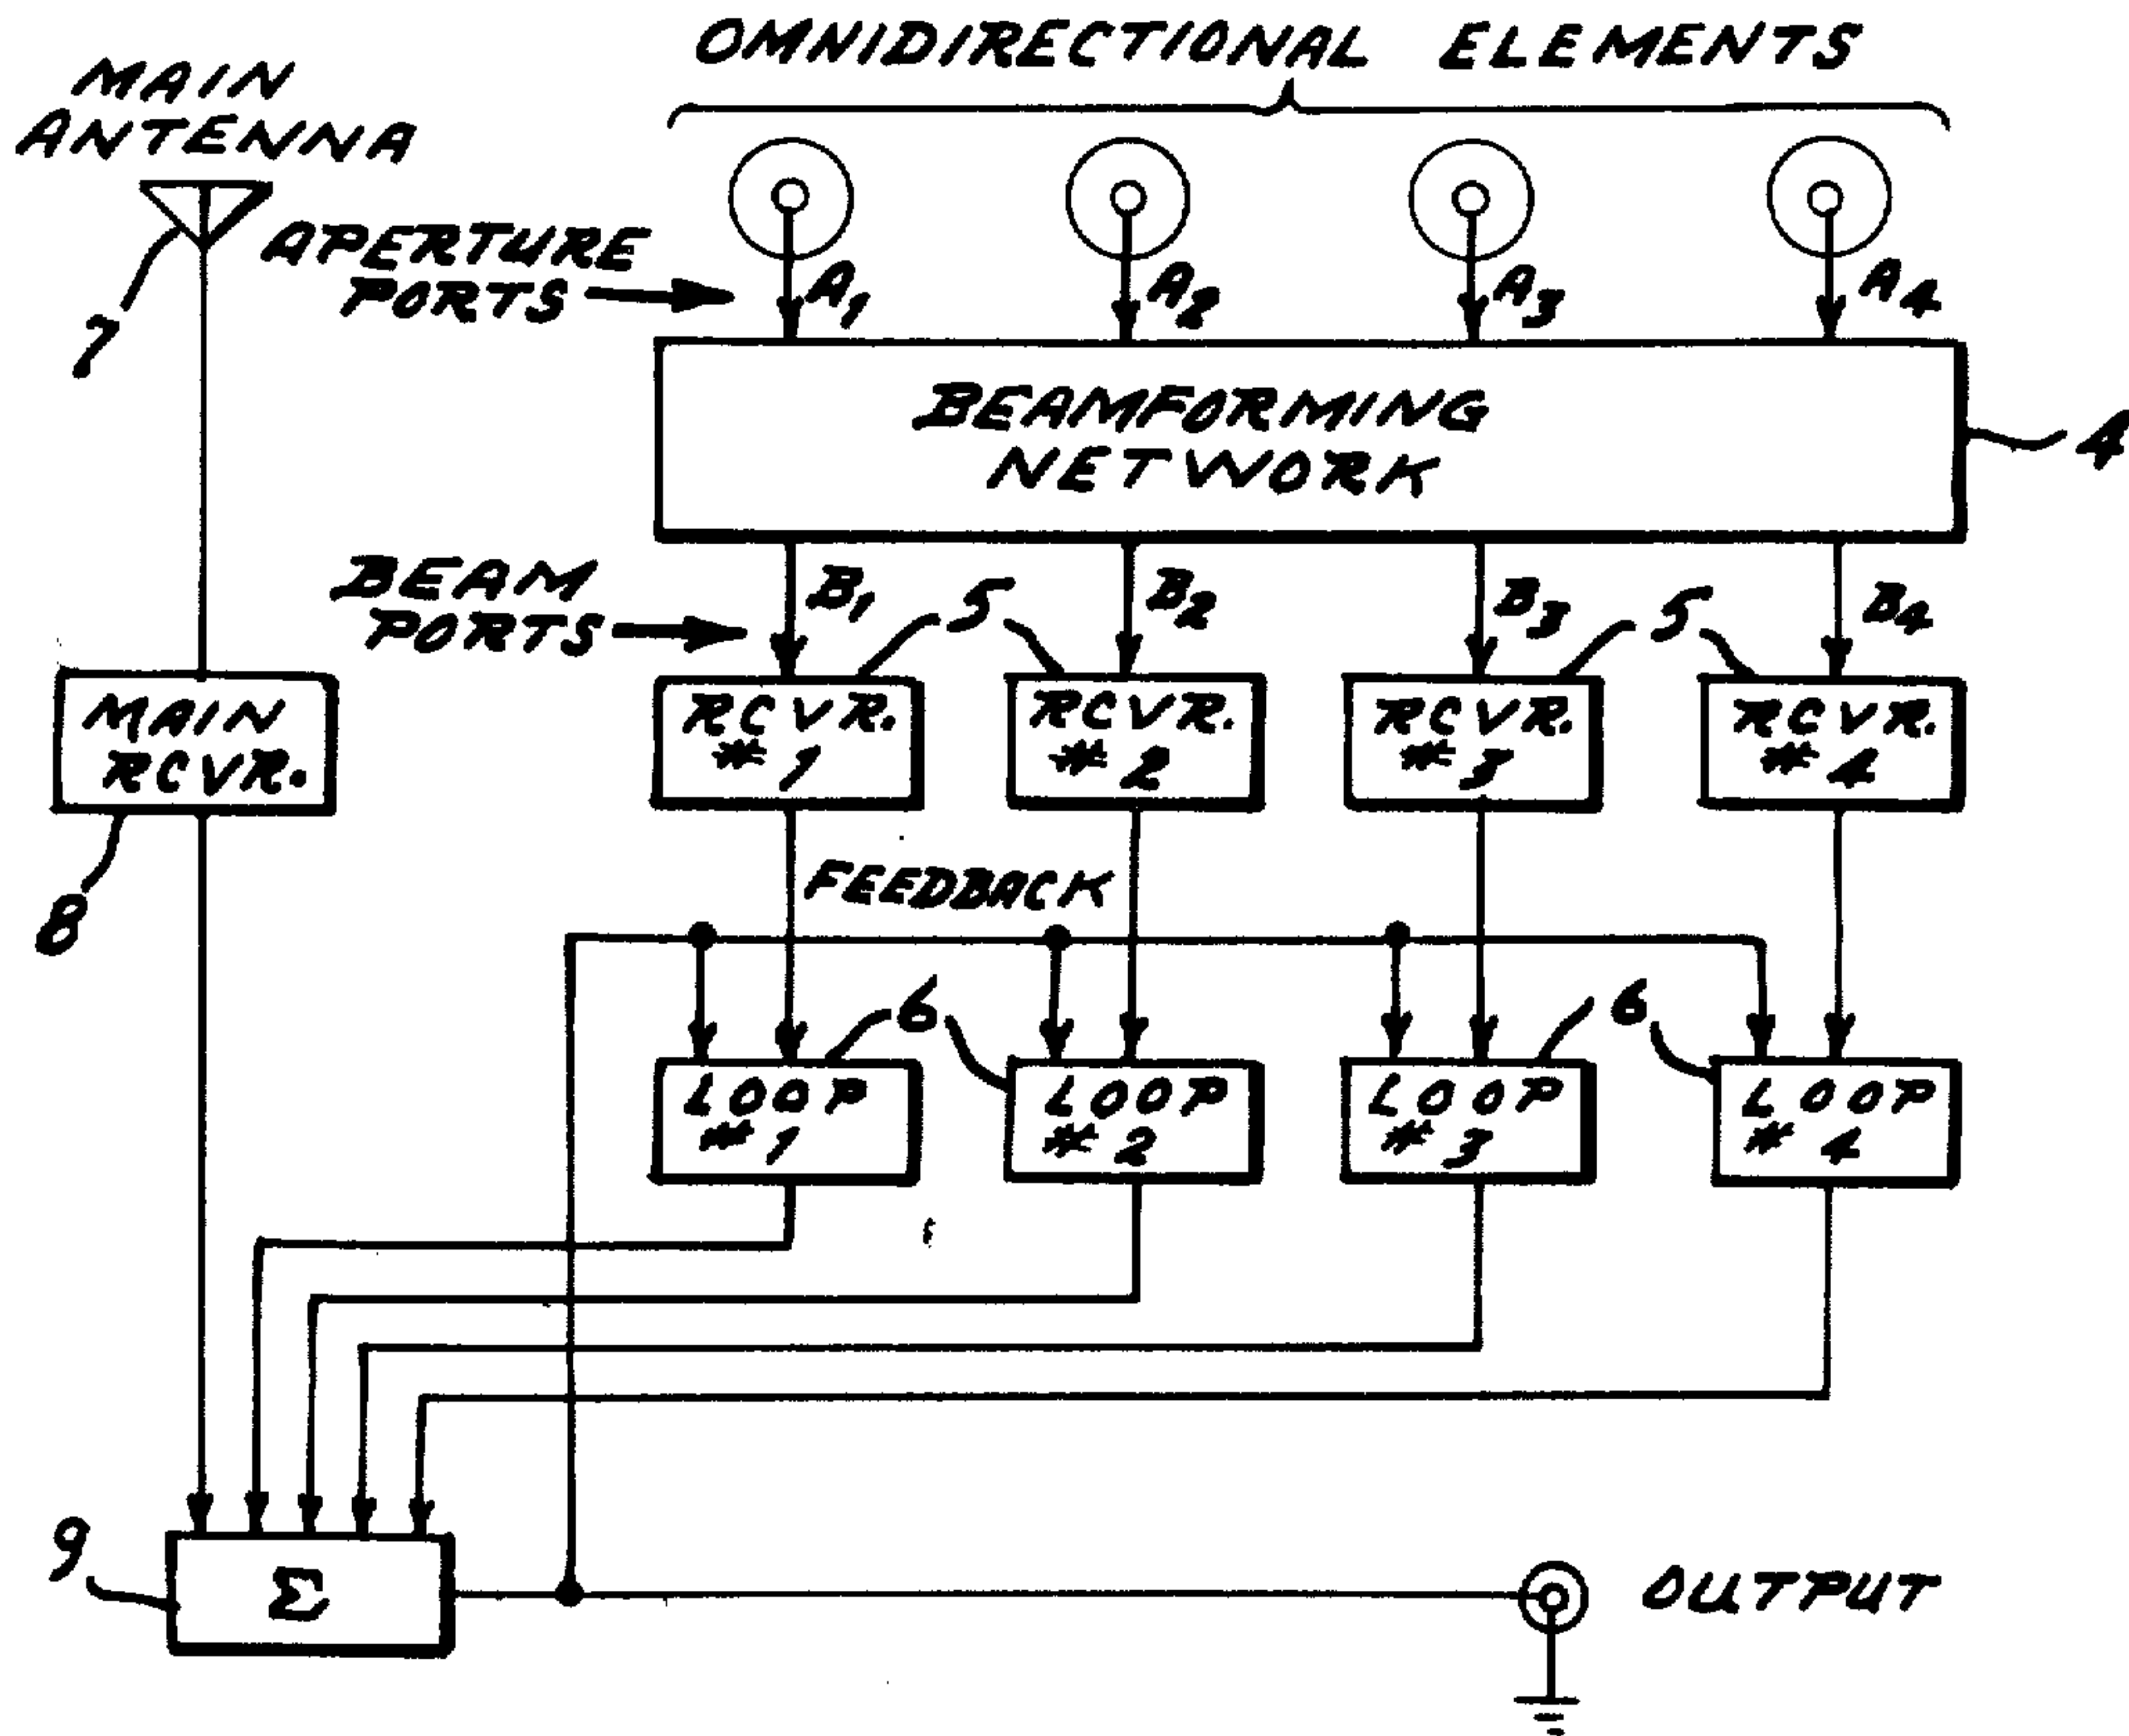 OMNIDIRECTIONAL ELEMENTS
MAIN
ANTENNA
APERTURE
PORTS
A1
A2
A3
A4
7
BEAMFORMING
NETWORK
4
BEAM
PORTS
B1
5
B2
B3
5
B4
MAIN
RCVR.
RCVR.
# 1
RCVR.
# 2
RCVR.
# 3
RCVR.
# 4
8
FEEDBACK
6
6
LOOP
# 1
LOOP
# 2
LOOP
# 3
LOOP
# 4
9
Σ
OUTPUT